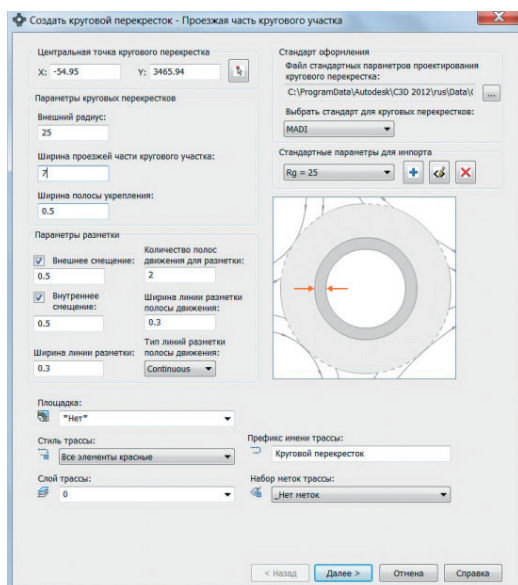 Создать круговой перекресток - Проезжая часть кругового участка
Центральная точка кругового перекрестка
X: -54.95 Y: 3465.94
Параметры круговых перекрестков
Внешний радиус:
25
Ширина проезжей части кругового участка:
7
Ширина полосы укрепления:
0.5
Параметры разметки
Внешнее смещение:
0.5
Внутреннее смещение:
0.5
Ширина линии разметки:
0.3
Количество полос
движения для разметки:
2
Ширина линии разметки
полосы движения:
0.3
Тип линий разметки
полосы движения:
Continuous
Стандарт оформления
Файл стандартных параметров проектирования
кругового перекрестка:
C:\ProgramData\Autodesk\C3D 2012\rus\Data\ ...
Выбрать стандарт для круговых перекрестков:
MADI
Стандартные параметры для импорта
Rg = 25
Площадка:
*Нет*
Стиль трассы:
Все элементы красные
Слой трассы:
0
Префикс имени трассы:
Круговой перекресток
Набор меток трассы:
_Нет меток
< Назад Далее > Отмена Справка